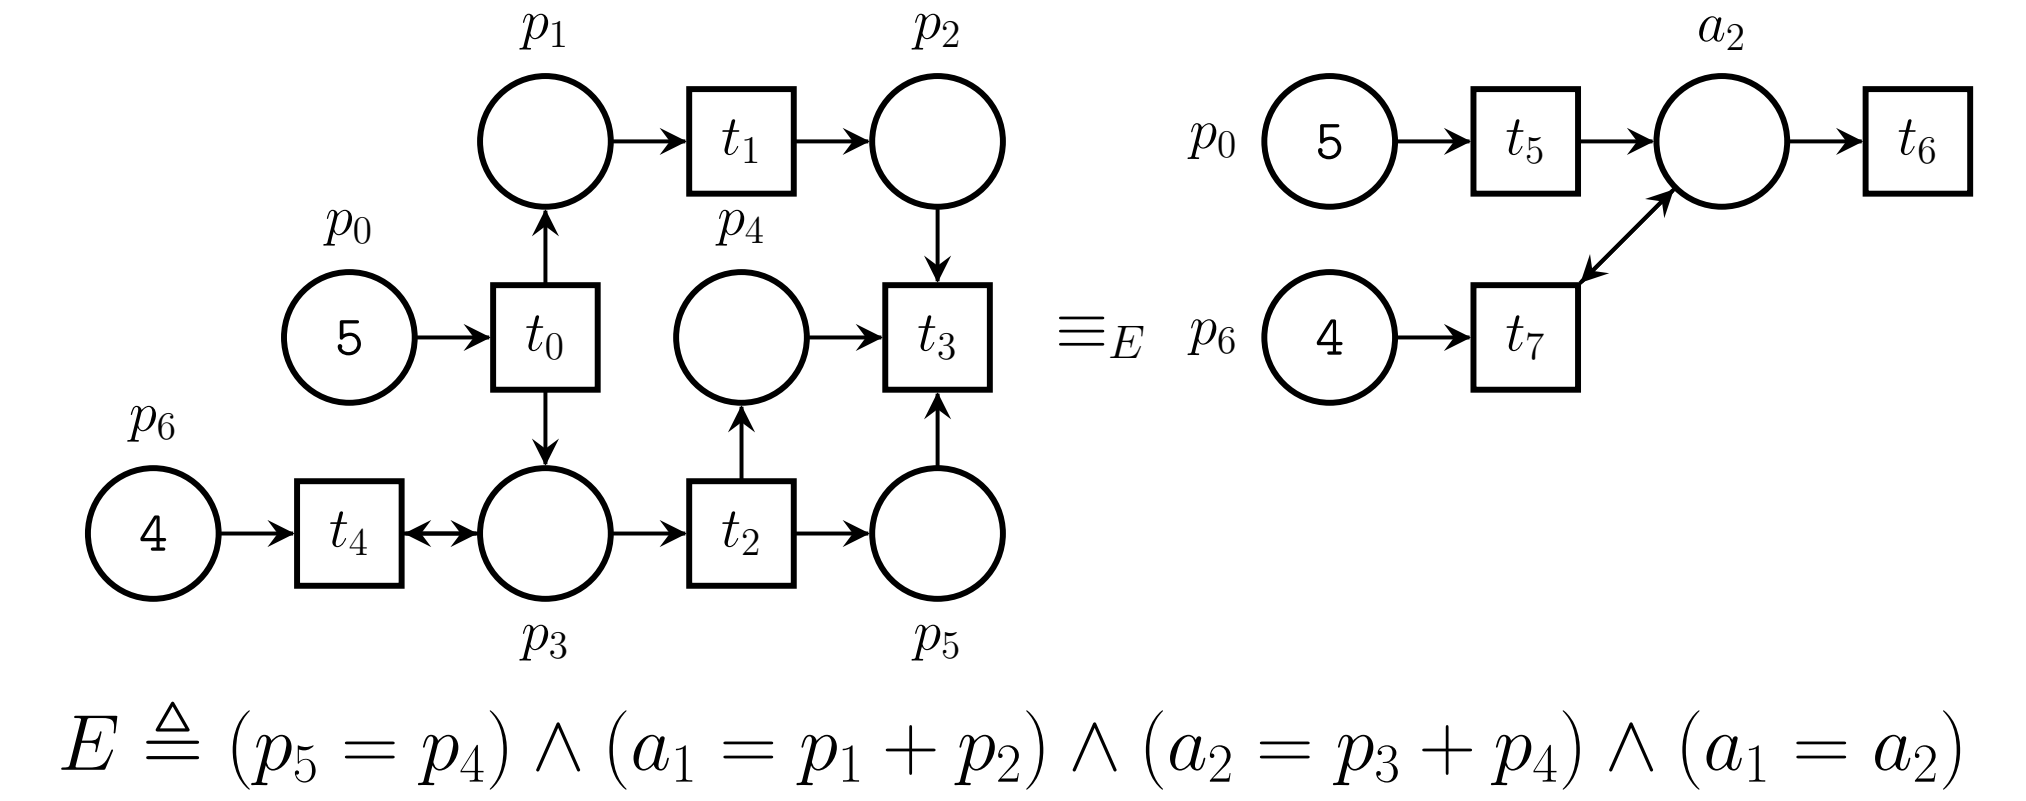 p₁ p₂ a₂
t₁ p₀ 5 t₅ t₆
p₀ p₄
5 t₀ t₃ ≡_E p₆ 4 t₇
p₆
4 t₄ t₂
p₃ p₅
E ≜ (p₅ = p₄) ∧ (a₁ = p₁ + p₂) ∧ (a₂ = p₃ + p₄) ∧ (a₁ = a₂)